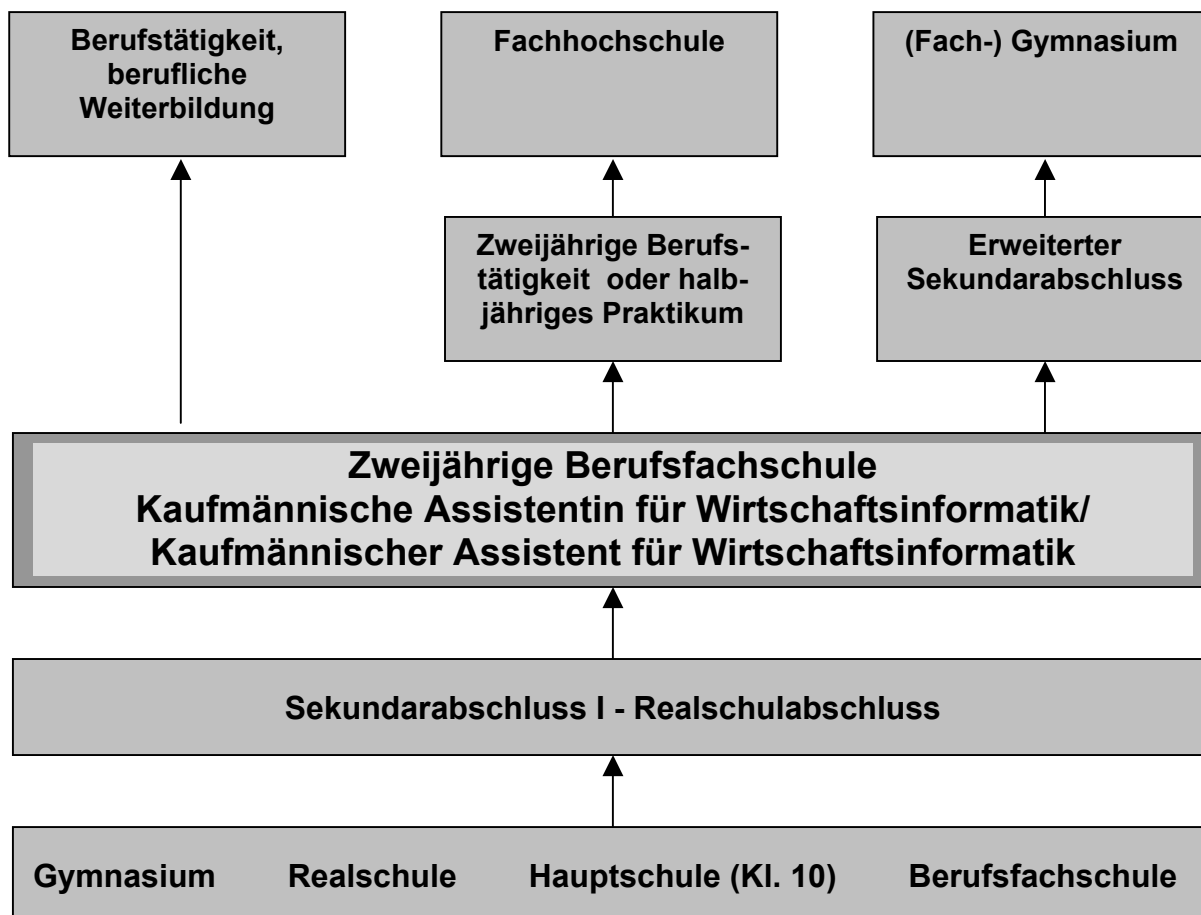 Berufstätigkeit,
berufliche
Weiterbildung
Fachhochschule
(Fach-) Gymnasium
Zweijährige Berufs-
tätigkeit oder halb-
jähriges Praktikum
Erweiterter
Sekundarabschluss
Zweijährige Berufsfachschule
Kaufmännische Assistentin für Wirtschaftsinformatik/
Kaufmännischer Assistent für Wirtschaftsinformatik
Sekundarabschluss I - Realschulabschluss
Gymnasium Realschule Hauptschule (Kl. 10) Berufsfachschule